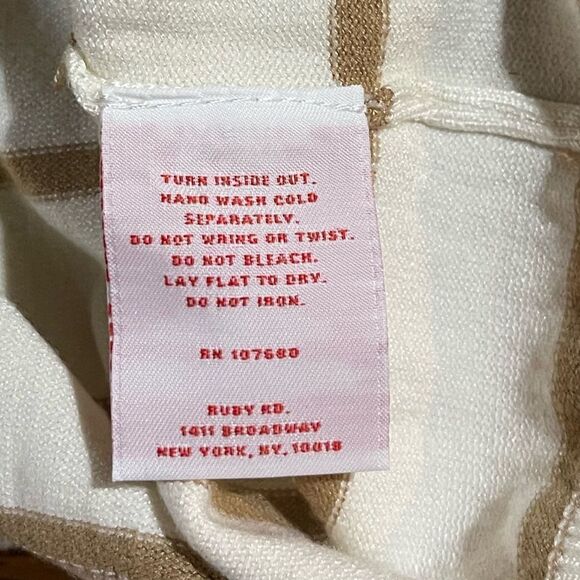 TURN INSIDE OUT.
HAND WASH COLD
SEPARATELY.
DO NOT WRING OR TWIST.
DO NOT BLEACH.
LAY FLAT TO DRY.
DO NOT IRON.
RN 107680
RUBY RD.
1411 BROADWAY
NEW YORK, NY, 10018